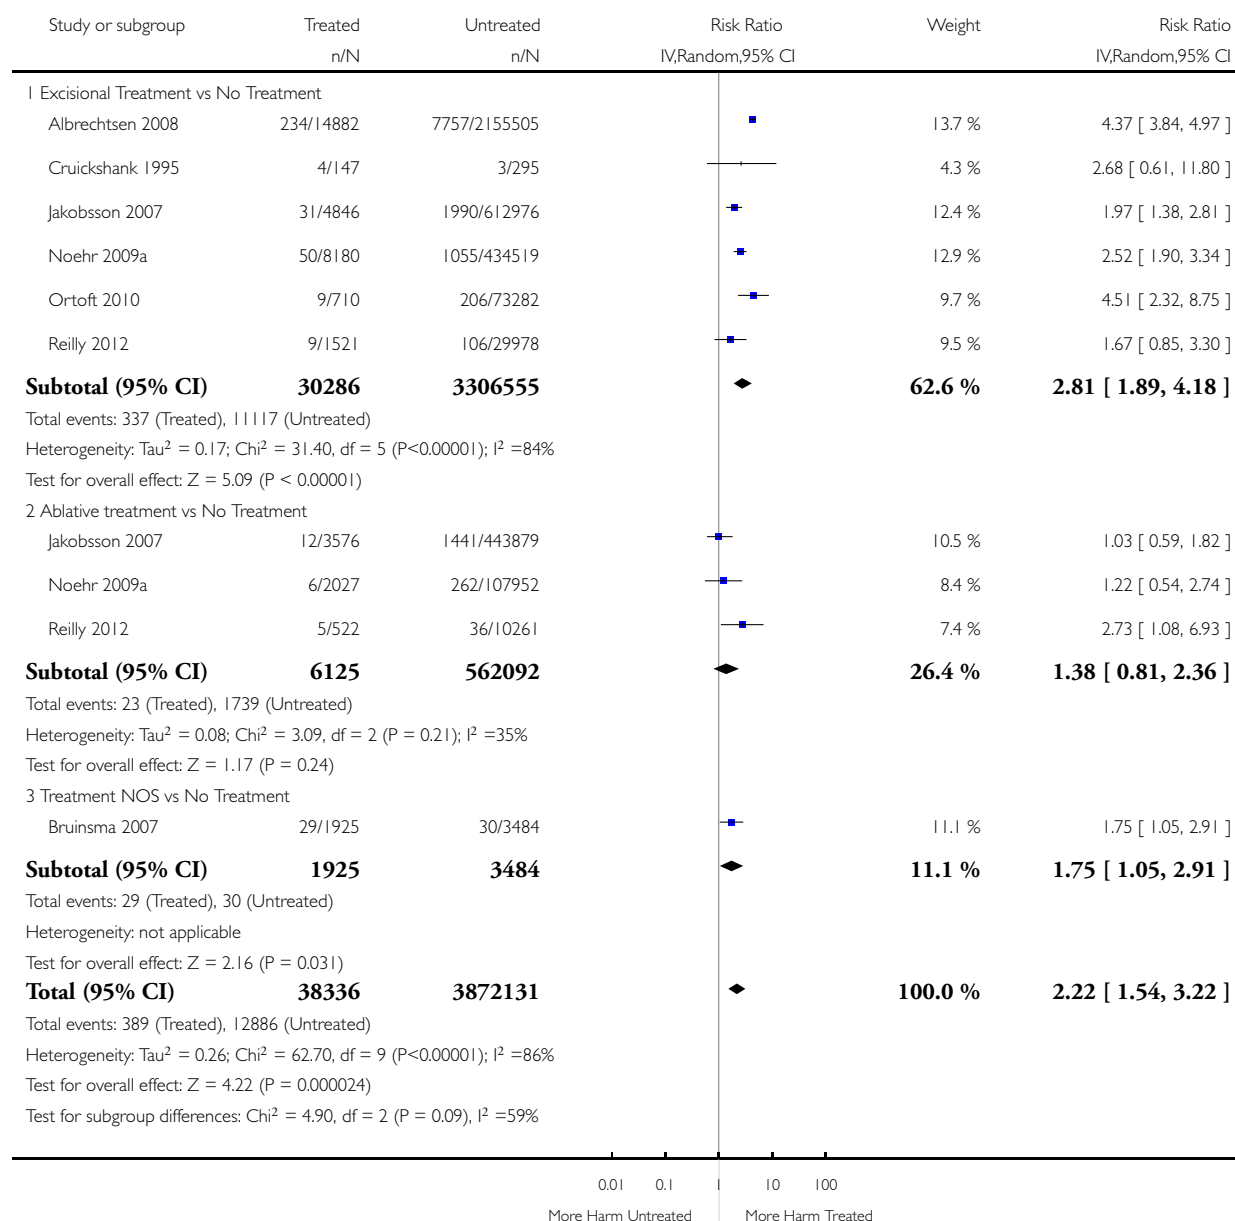 Study or subgroup Treated Untreated Risk Ratio Weight Risk Ratio
n/N n/N IV,Random,95% CI IV,Random,95% CI
1 Excisional Treatment vs No Treatment
Albrechtsen 2008 234/14882 7757/2155505 13.7 % 4.37 [ 3.84, 4.97 ]
Cruickshank 1995 4/147 3/295 4.3 % 2.68 [ 0.61, 11.80 ]
Jakobsson 2007 31/4846 1990/612976 12.4 % 1.97 [ 1.38, 2.81 ]
Noehr 2009a 50/8180 1055/434519 12.9 % 2.52 [ 1.90, 3.34 ]
Ortoft 2010 9/710 206/73282 9.7 % 4.51 [ 2.32, 8.75 ]
Reilly 2012 9/1521 106/29978 9.5 % 1.67 [ 0.85, 3.30 ]
Subtotal (95% CI) 30286 3306555 62.6 % 2.81 [ 1.89, 4.18 ]
Total events: 337 (Treated), 11117 (Untreated)
Heterogeneity: Tau² = 0.17; Chi² = 31.40, df = 5 (P<0.00001); I² =84%
Test for overall effect: Z = 5.09 (P < 0.00001)
2 Ablative treatment vs No Treatment
Jakobsson 2007 12/3576 1441/443879 10.5 % 1.03 [ 0.59, 1.82 ]
Noehr 2009a 6/2027 262/107952 8.4 % 1.22 [ 0.54, 2.74 ]
Reilly 2012 5/522 36/10261 7.4 % 2.73 [ 1.08, 6.93 ]
Subtotal (95% CI) 6125 562092 26.4 % 1.38 [ 0.81, 2.36 ]
Total events: 23 (Treated), 1739 (Untreated)
Heterogeneity: Tau² = 0.08; Chi² = 3.09, df = 2 (P = 0.21); I² =35%
Test for overall effect: Z = 1.17 (P = 0.24)
3 Treatment NOS vs No Treatment
Bruinsma 2007 29/1925 30/3484 11.1 % 1.75 [ 1.05, 2.91 ]
Subtotal (95% CI) 1925 3484 11.1 % 1.75 [ 1.05, 2.91 ]
Total events: 29 (Treated), 30 (Untreated)
Heterogeneity: not applicable
Test for overall effect: Z = 2.16 (P = 0.031)
Total (95% CI) 38336 3872131 100.0 % 2.22 [ 1.54, 3.22 ]
Total events: 389 (Treated), 12886 (Untreated)
Heterogeneity: Tau² = 0.26; Chi² = 62.70, df = 9 (P<0.00001); I² =86%
Test for overall effect: Z = 4.22 (P = 0.000024)
Test for subgroup differences: Chi² = 4.90, df = 2 (P = 0.09), I² =59%
0.01 0.1 1 10 100
More Harm Untreated More Harm Treated